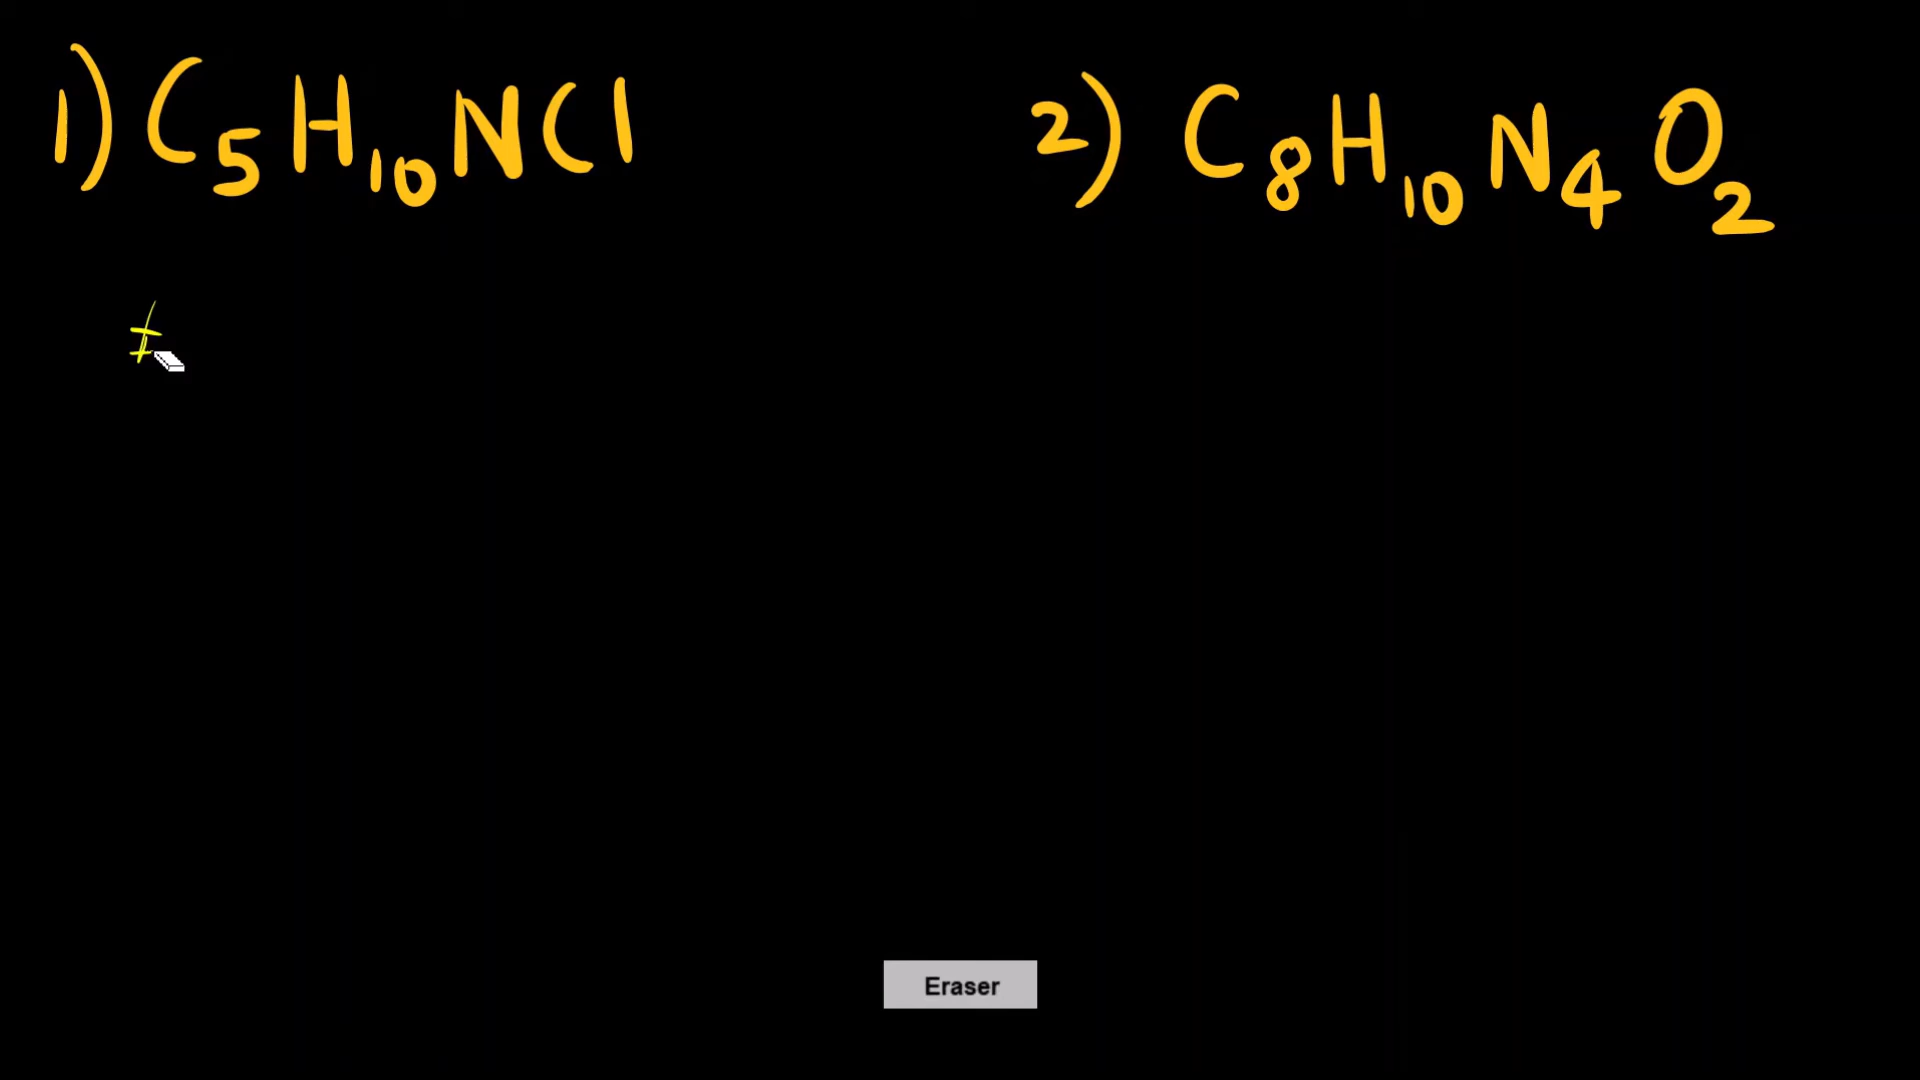 1) C₅H₁₀NCl
2) C₈H₁₀N₄O₂
Eraser